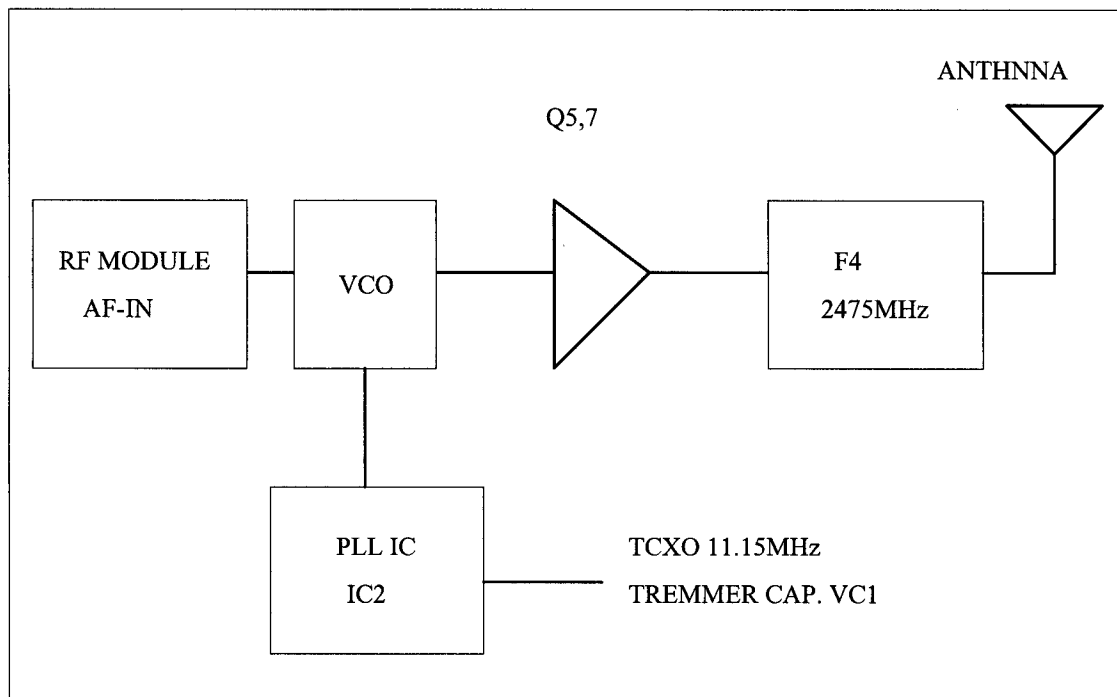 ANTHNNA
Q5,7
RF MODULE
AF-IN
VCO
F4
2475MHz
PLL IC
IC2
TCXO 11.15MHz
TREMMER CAP. VC1